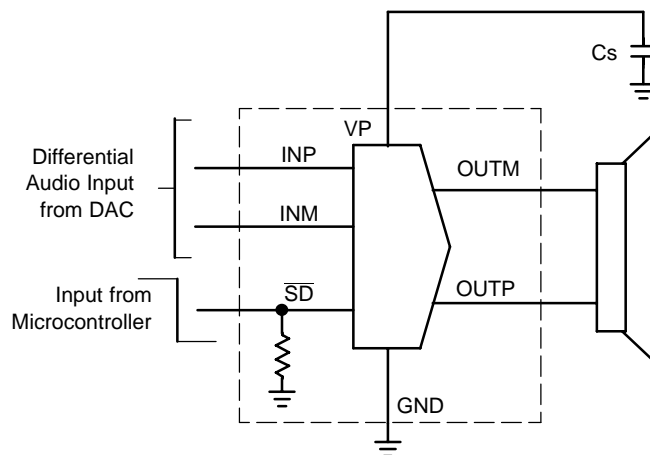 Cs
VP
Differential
Audio Input
from DAC
INP
INM
OUTM
Input from
Microcontroller
SD
OUTP
GND